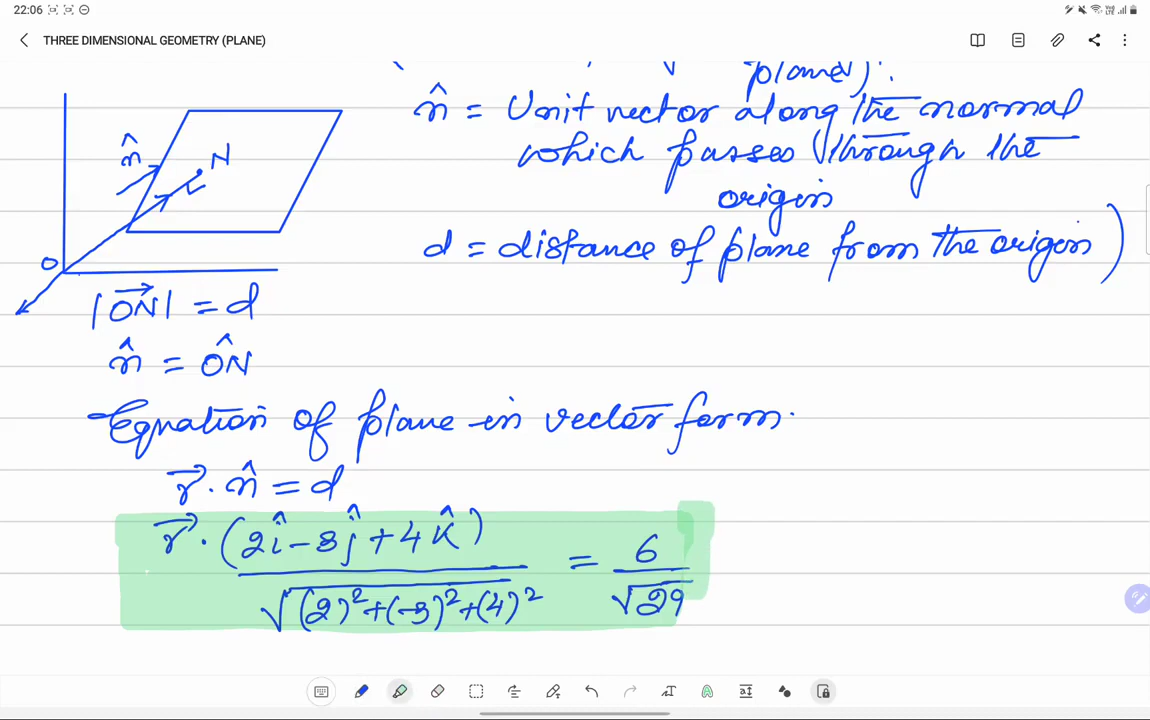 22:06
THREE DIMENSIONAL GEOMETRY (PLANE)
plane).
n̂ = Unit vector along the normal
which passes through the
origin
d = distance of plane from the origin)
n̂
N
O
|ON⃗| = d
n̂ = ON̂
Equation of plane in vector form.
r⃗ . n̂ = d
r⃗ . (2î - 3ĵ + 4k̂) / √((2)² + (-3)² + (4)²) = 6 / √29